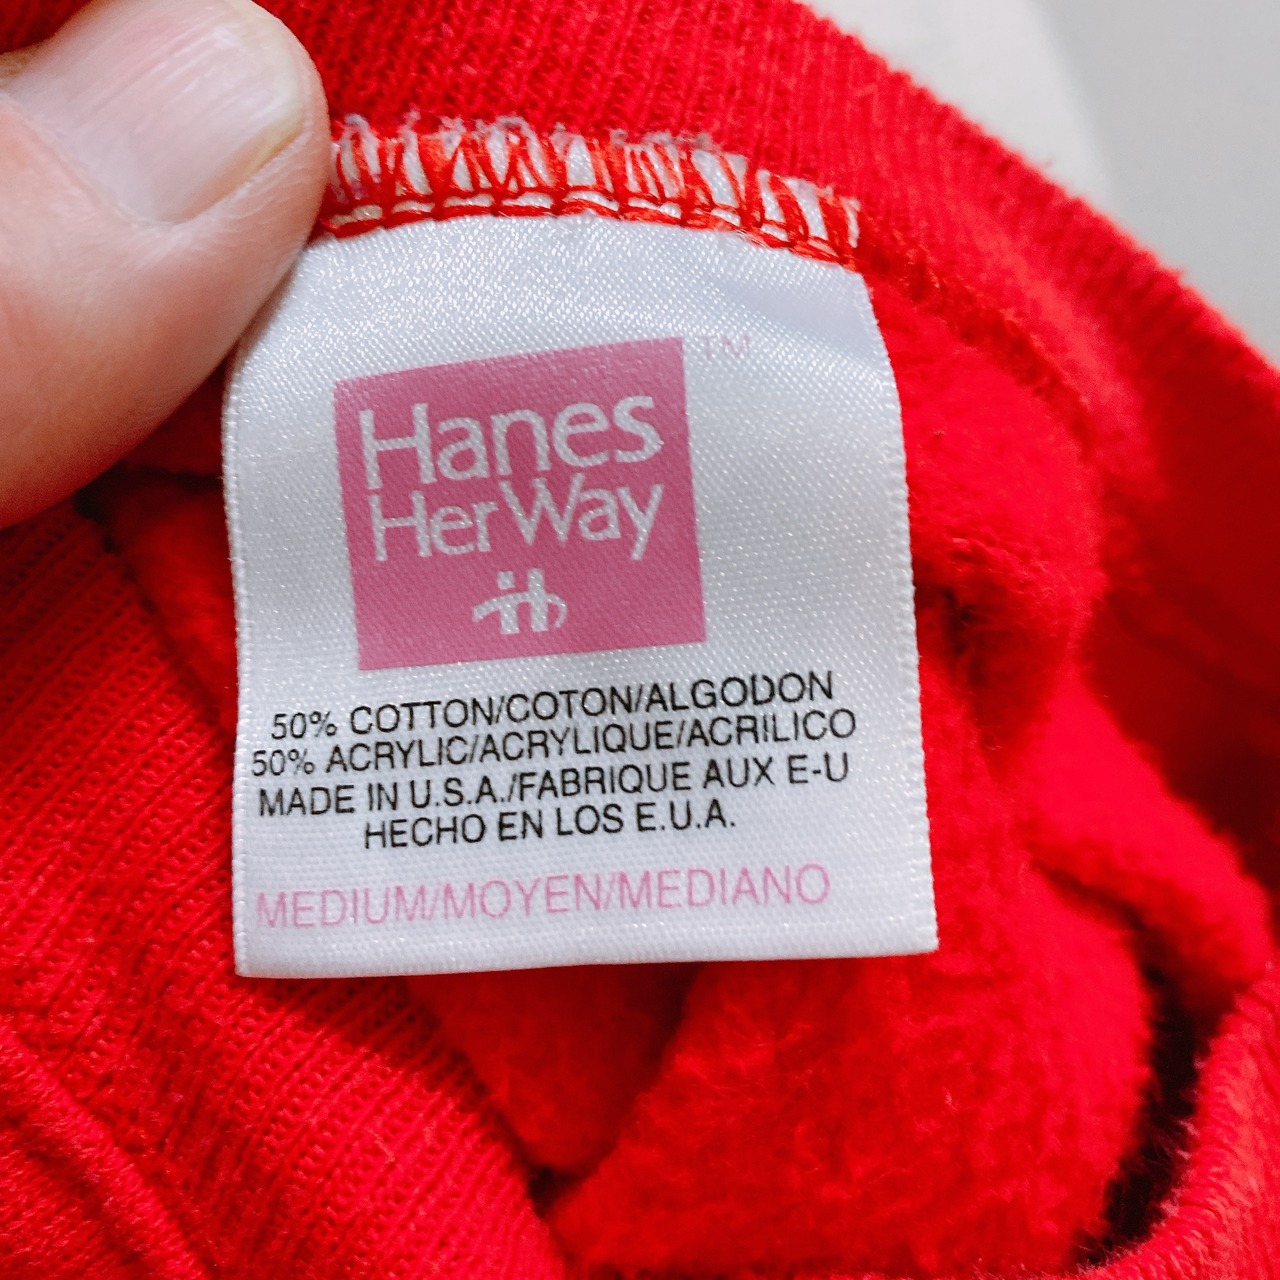 TM
Hanes
Her Way
50% COTTON/COTON/ALGODON
50% ACRYLIC/ACRYLIQUE/ACRILICO
MADE IN U.S.A./FABRIQUE AUX E-U
HECHO EN LOS E.U.A.
MEDIUM/MOYEN/MEDIANO